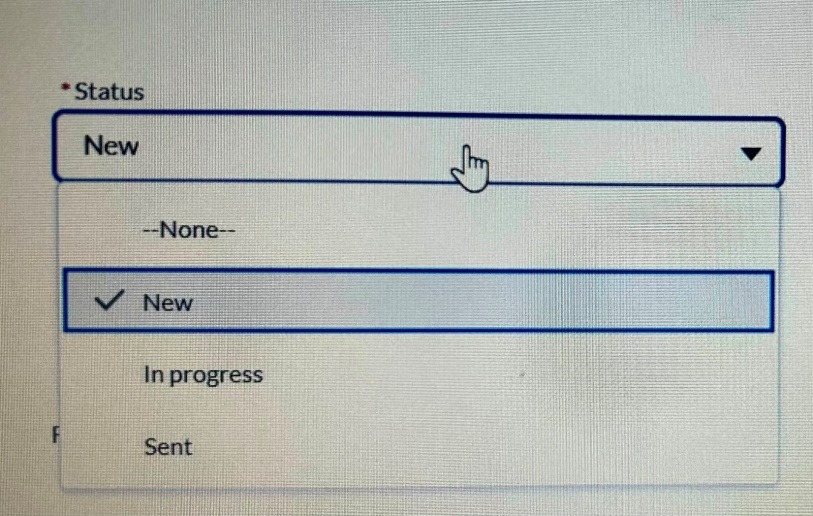 * Status
New
--None--
New
In progress
Sent